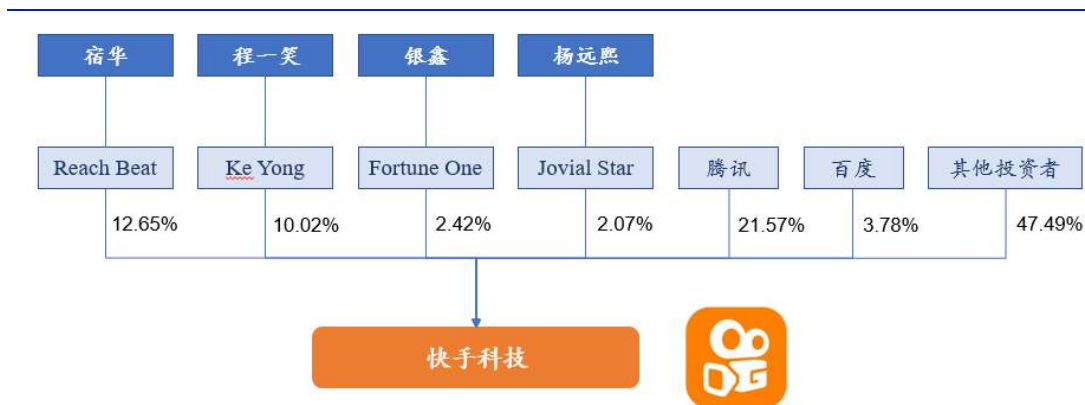 宿华 程一笑 银鑫 杨远熙
Reach Beat Ke Yong Fortune One Jovial Star 腾讯 百度 其他投资者
12.65% 10.02% 2.42% 2.07% 21.57% 3.78% 47.49%
快手科技